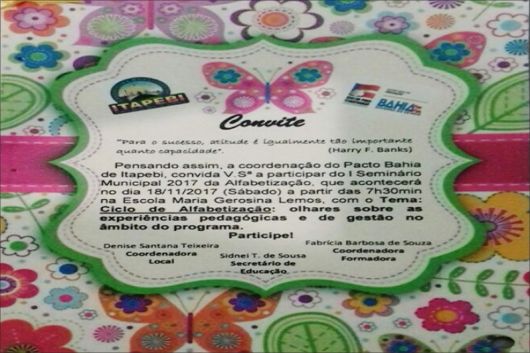 ITAPEBI
BAHIA
Convite
"Para o sucesso, atitude é igualmente tão importante
quanto capacidade". (Harry F. Banks)
Pensando assim, a coordenação do Pacto Bahia
de Itapebi, convida V.Sª a participar do I Seminário
Municipal 2017 da Alfabetização, que acontecerá
no dia 18/11/2017 (Sábado) a partir das 7h30min
na Escola Maria Gerosina Lemos, com o Tema:
Ciclo de Alfabetização: olhares sobre as
experiências pedagógicas e de gestão no
âmbito do programa.
Participe!
Denise Santana Teixeira
Coordenadora
Local
Sidnei T. de Sousa
Secretário de
Educação
Fabrícia Barbosa de Souza
Coordenadora
Formadora